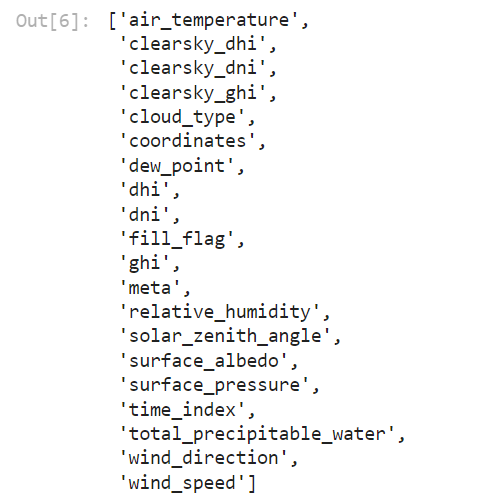 Out[6]: ['air_temperature',
'clearsky_dhi',
'clearsky_dni',
'clearsky_ghi',
'cloud_type',
'coordinates',
'dew_point',
'dhi',
'dni',
'fill_flag',
'ghi',
'meta',
'relative_humidity',
'solar_zenith_angle',
'surface_albedo',
'surface_pressure',
'time_index',
'total_precipitable_water',
'wind_direction',
'wind_speed']